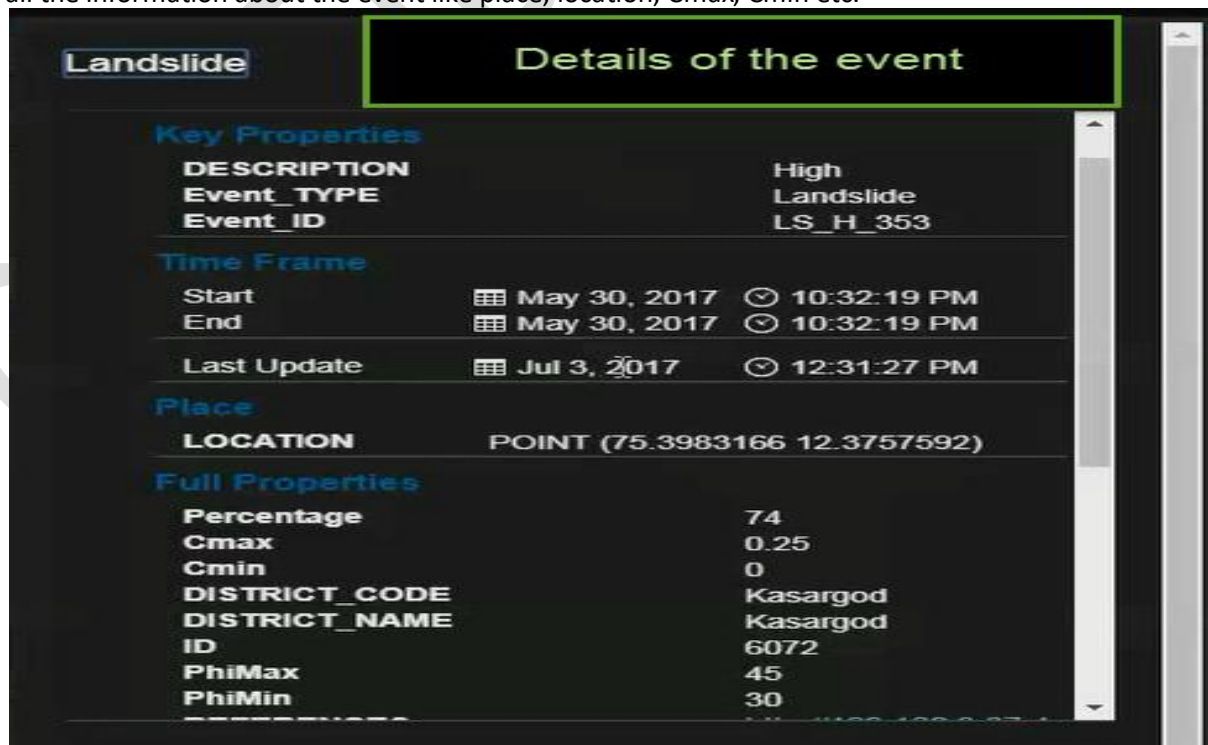 all the information about the event like place, location, Cmax, Cmin etc.
Landslide
Details of the event
Key Properties
DESCRIPTION High
Event_TYPE Landslide
Event_ID LS_H_353
Time Frame
Start May 30, 2017 10:32:19 PM
End May 30, 2017 10:32:19 PM
Last Update Jul 3, 2017 12:31:27 PM
Place
LOCATION POINT (75.3983166 12.3757592)
Full Properties
Percentage 74
Cmax 0.25
Cmin 0
DISTRICT_CODE Kasargod
DISTRICT_NAME Kasargod
ID 6072
PhiMax 45
PhiMin 30